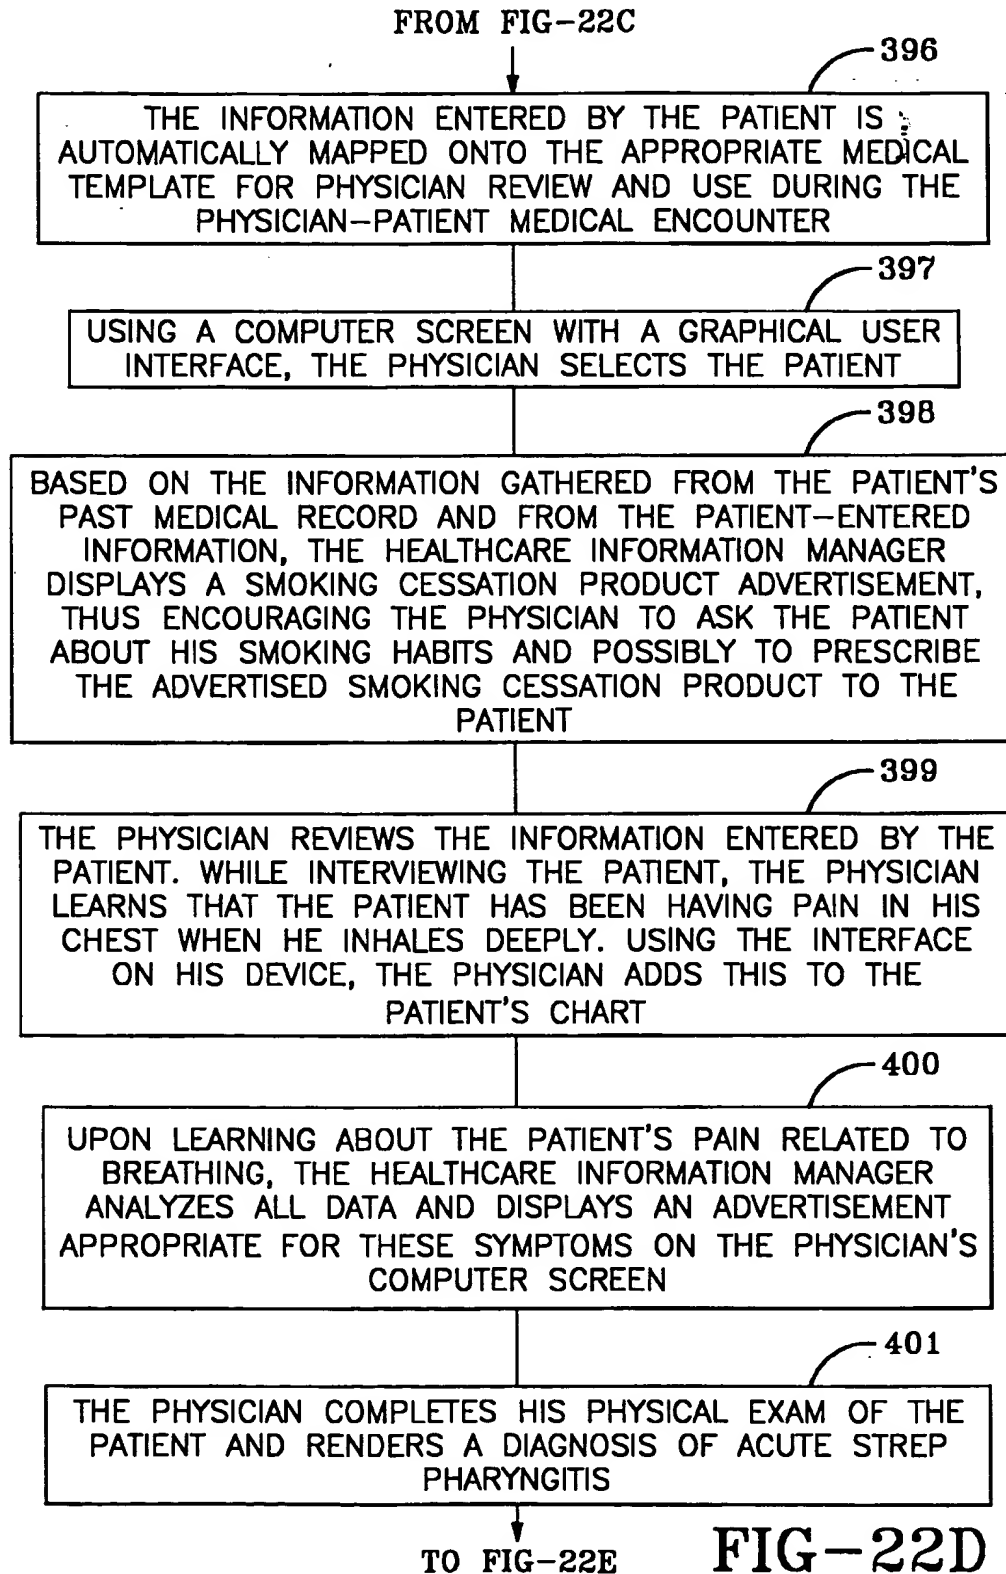 FROM FIG-22C
396
THE INFORMATION ENTERED BY THE PATIENT IS
AUTOMATICALLY MAPPED ONTO THE APPROPRIATE MEDICAL
TEMPLATE FOR PHYSICIAN REVIEW AND USE DURING THE
PHYSICIAN-PATIENT MEDICAL ENCOUNTER
397
USING A COMPUTER SCREEN WITH A GRAPHICAL USER
INTERFACE, THE PHYSICIAN SELECTS THE PATIENT
398
BASED ON THE INFORMATION GATHERED FROM THE PATIENT'S
PAST MEDICAL RECORD AND FROM THE PATIENT-ENTERED
INFORMATION, THE HEALTHCARE INFORMATION MANAGER
DISPLAYS A SMOKING CESSATION PRODUCT ADVERTISEMENT,
THUS ENCOURAGING THE PHYSICIAN TO ASK THE PATIENT
ABOUT HIS SMOKING HABITS AND POSSIBLY TO PRESCRIBE
THE ADVERTISED SMOKING CESSATION PRODUCT TO THE
PATIENT
399
THE PHYSICIAN REVIEWS THE INFORMATION ENTERED BY THE
PATIENT. WHILE INTERVIEWING THE PATIENT, THE PHYSICIAN
LEARNS THAT THE PATIENT HAS BEEN HAVING PAIN IN HIS
CHEST WHEN HE INHALES DEEPLY. USING THE INTERFACE
ON HIS DEVICE, THE PHYSICIAN ADDS THIS TO THE
PATIENT'S CHART
400
UPON LEARNING ABOUT THE PATIENT'S PAIN RELATED TO
BREATHING, THE HEALTHCARE INFORMATION MANAGER
ANALYZES ALL DATA AND DISPLAYS AN ADVERTISEMENT
APPROPRIATE FOR THESE SYMPTOMS ON THE PHYSICIAN'S
COMPUTER SCREEN
401
THE PHYSICIAN COMPLETES HIS PHYSICAL EXAM OF THE
PATIENT AND RENDERS A DIAGNOSIS OF ACUTE STREP
PHARYNGITIS
TO FIG-22E
FIG-22D